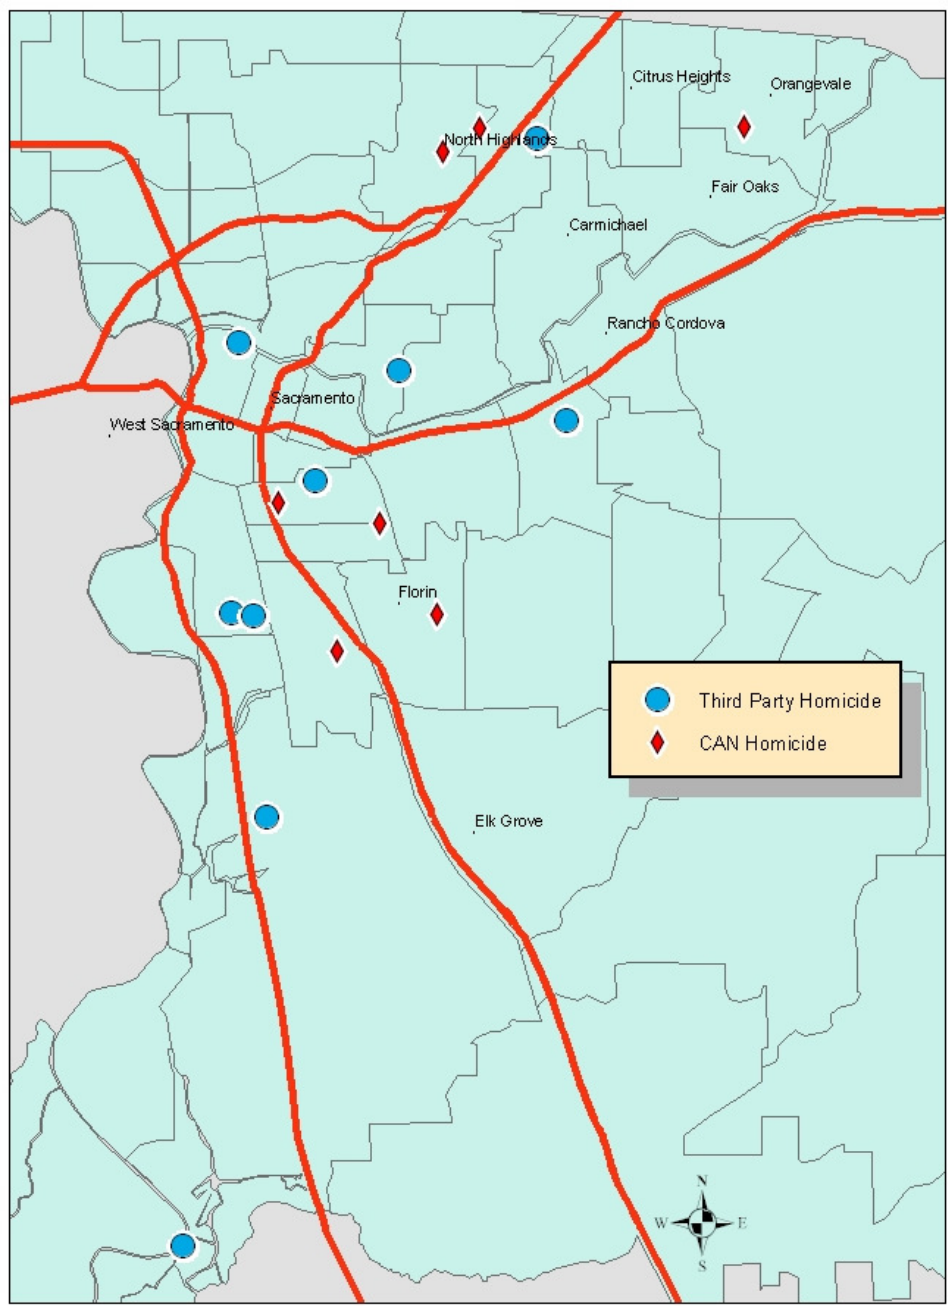 Citrus Heights
Orangevale
North Highlands
Fair Oaks
Carmichael
Rancho Cordova
Sacramento
West Sacramento
Florin
Third Party Homicide
CAN Homicide
Elk Grove
N
W E
S